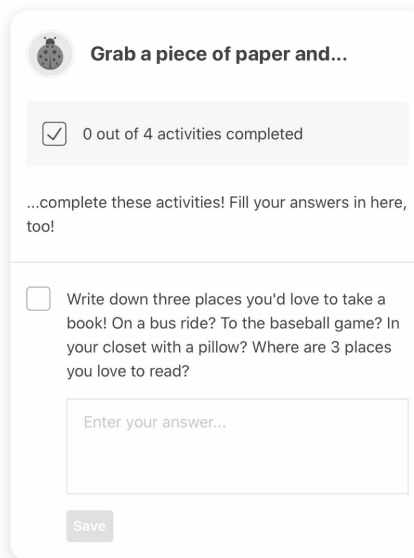 Grab a piece of paper and...
0 out of 4 activities completed
...complete these activities! Fill your answers in here,
too!
Write down three places you'd love to take a
book! On a bus ride? To the baseball game? In
your closet with a pillow? Where are 3 places
you love to read?
Enter your answer...
Save